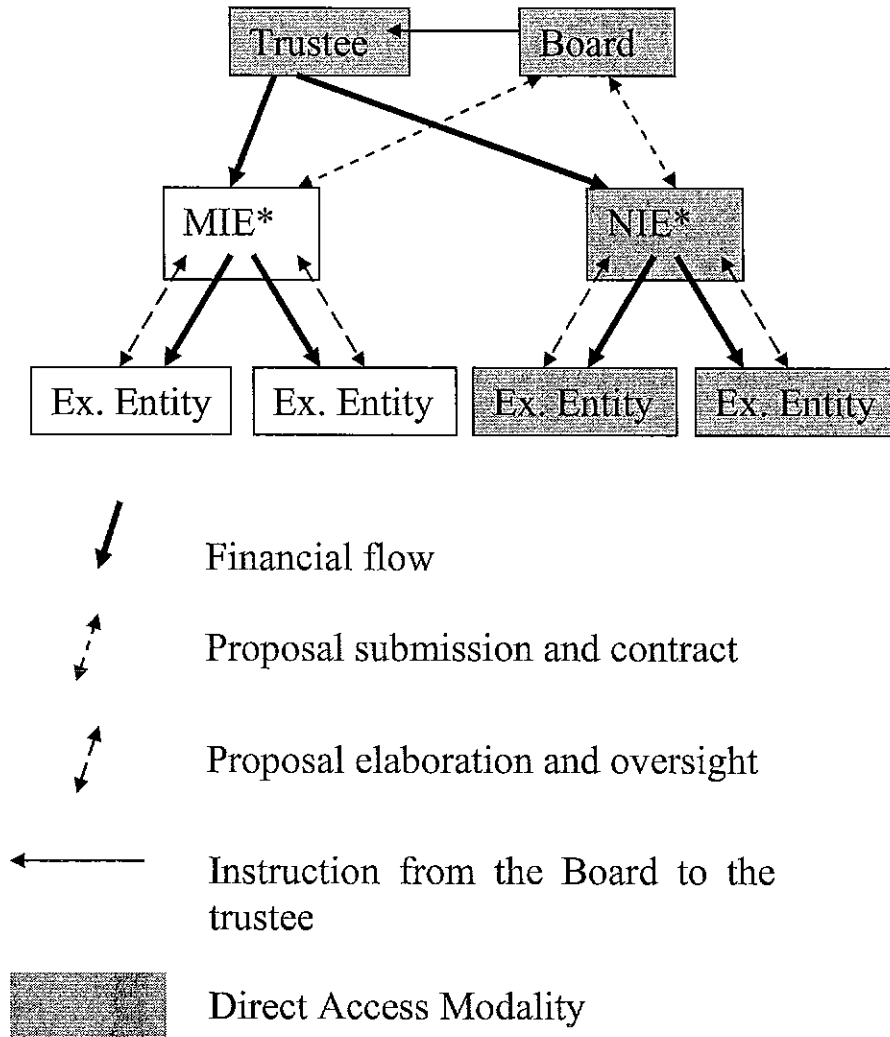 Trustee Board
MIE* NIE*
Ex. Entity Ex. Entity Ex. Entity Ex. Entity
Financial flow
Proposal submission and contract
Proposal elaboration and oversight
Instruction from the Board to the
trustee
Direct Access Modality